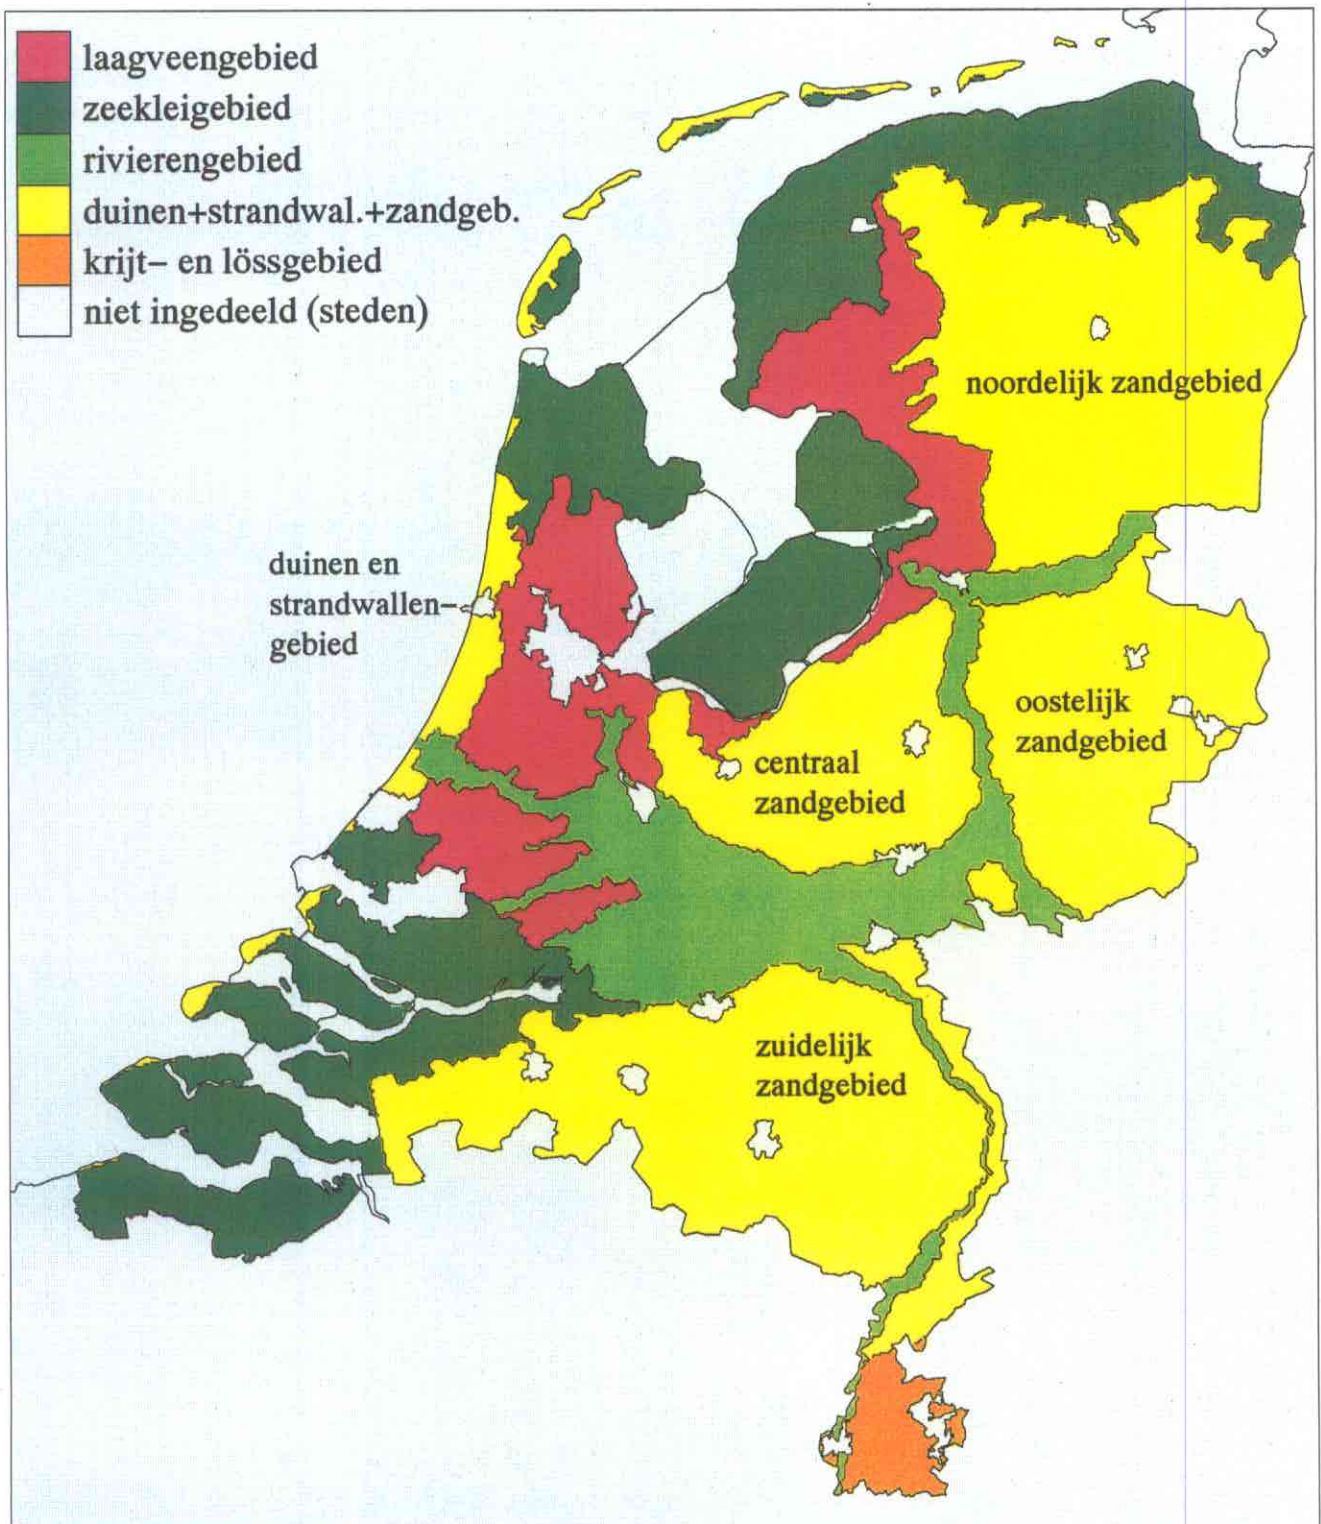 laagveengebied
zeekleigebied
rivierengebied
duinen+strandwal.+zandgeb.
krijt– en lössgebied
niet ingedeeld (steden)
noordelijk zandgebied
duinen en
strandwallen–
gebied
oostelijk
zandgebied
centraal
zandgebied
zuidelijk
zandgebied